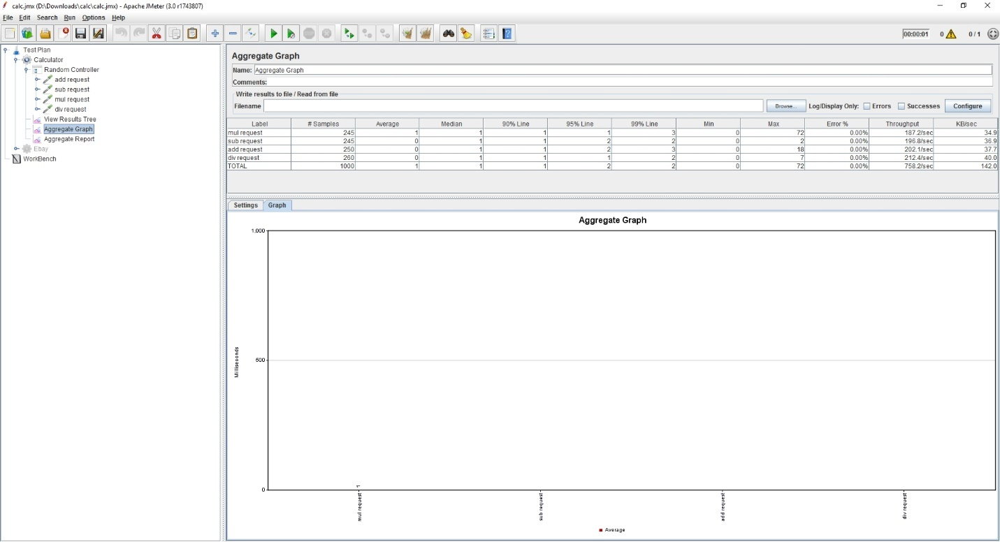 calc.jmx (D:\Downloads\calc\calc.jmx) - Apache JMeter (3.0 r1743807)
File Edit Search Run Options Help
00:00:01 0 0 / 1
Test Plan
Calculator
Random Controller
add request
sub request
mul request
div request
View Results Tree
Aggregate Graph
Aggregate Report
Ebay
WorkBench
Aggregate Graph
Name: Aggregate Graph
Comments:
Write results to file / Read from file
Filename Browse... Log/Display Only: Errors Successes Configure
Label # Samples Average Median 90% Line 95% Line 99% Line Min Max Error % Throughput KB/sec
mul request 245 1 1 1 1 3 0 72 0.00% 187.2/sec 34.9
sub request 245 0 1 1 2 2 0 2 0.00% 196.8/sec 36.9
add request 250 0 1 1 2 3 0 18 0.00% 202.1/sec 37.7
div request 260 0 1 1 1 2 0 7 0.00% 212.4/sec 40.0
TOTAL 1000 1 1 1 2 2 0 72 0.00% 758.2/sec 142.0
Settings Graph
Aggregate Graph
1,000
500
0
Milliseconds
1
mul request
sub request
add request
div request
Average